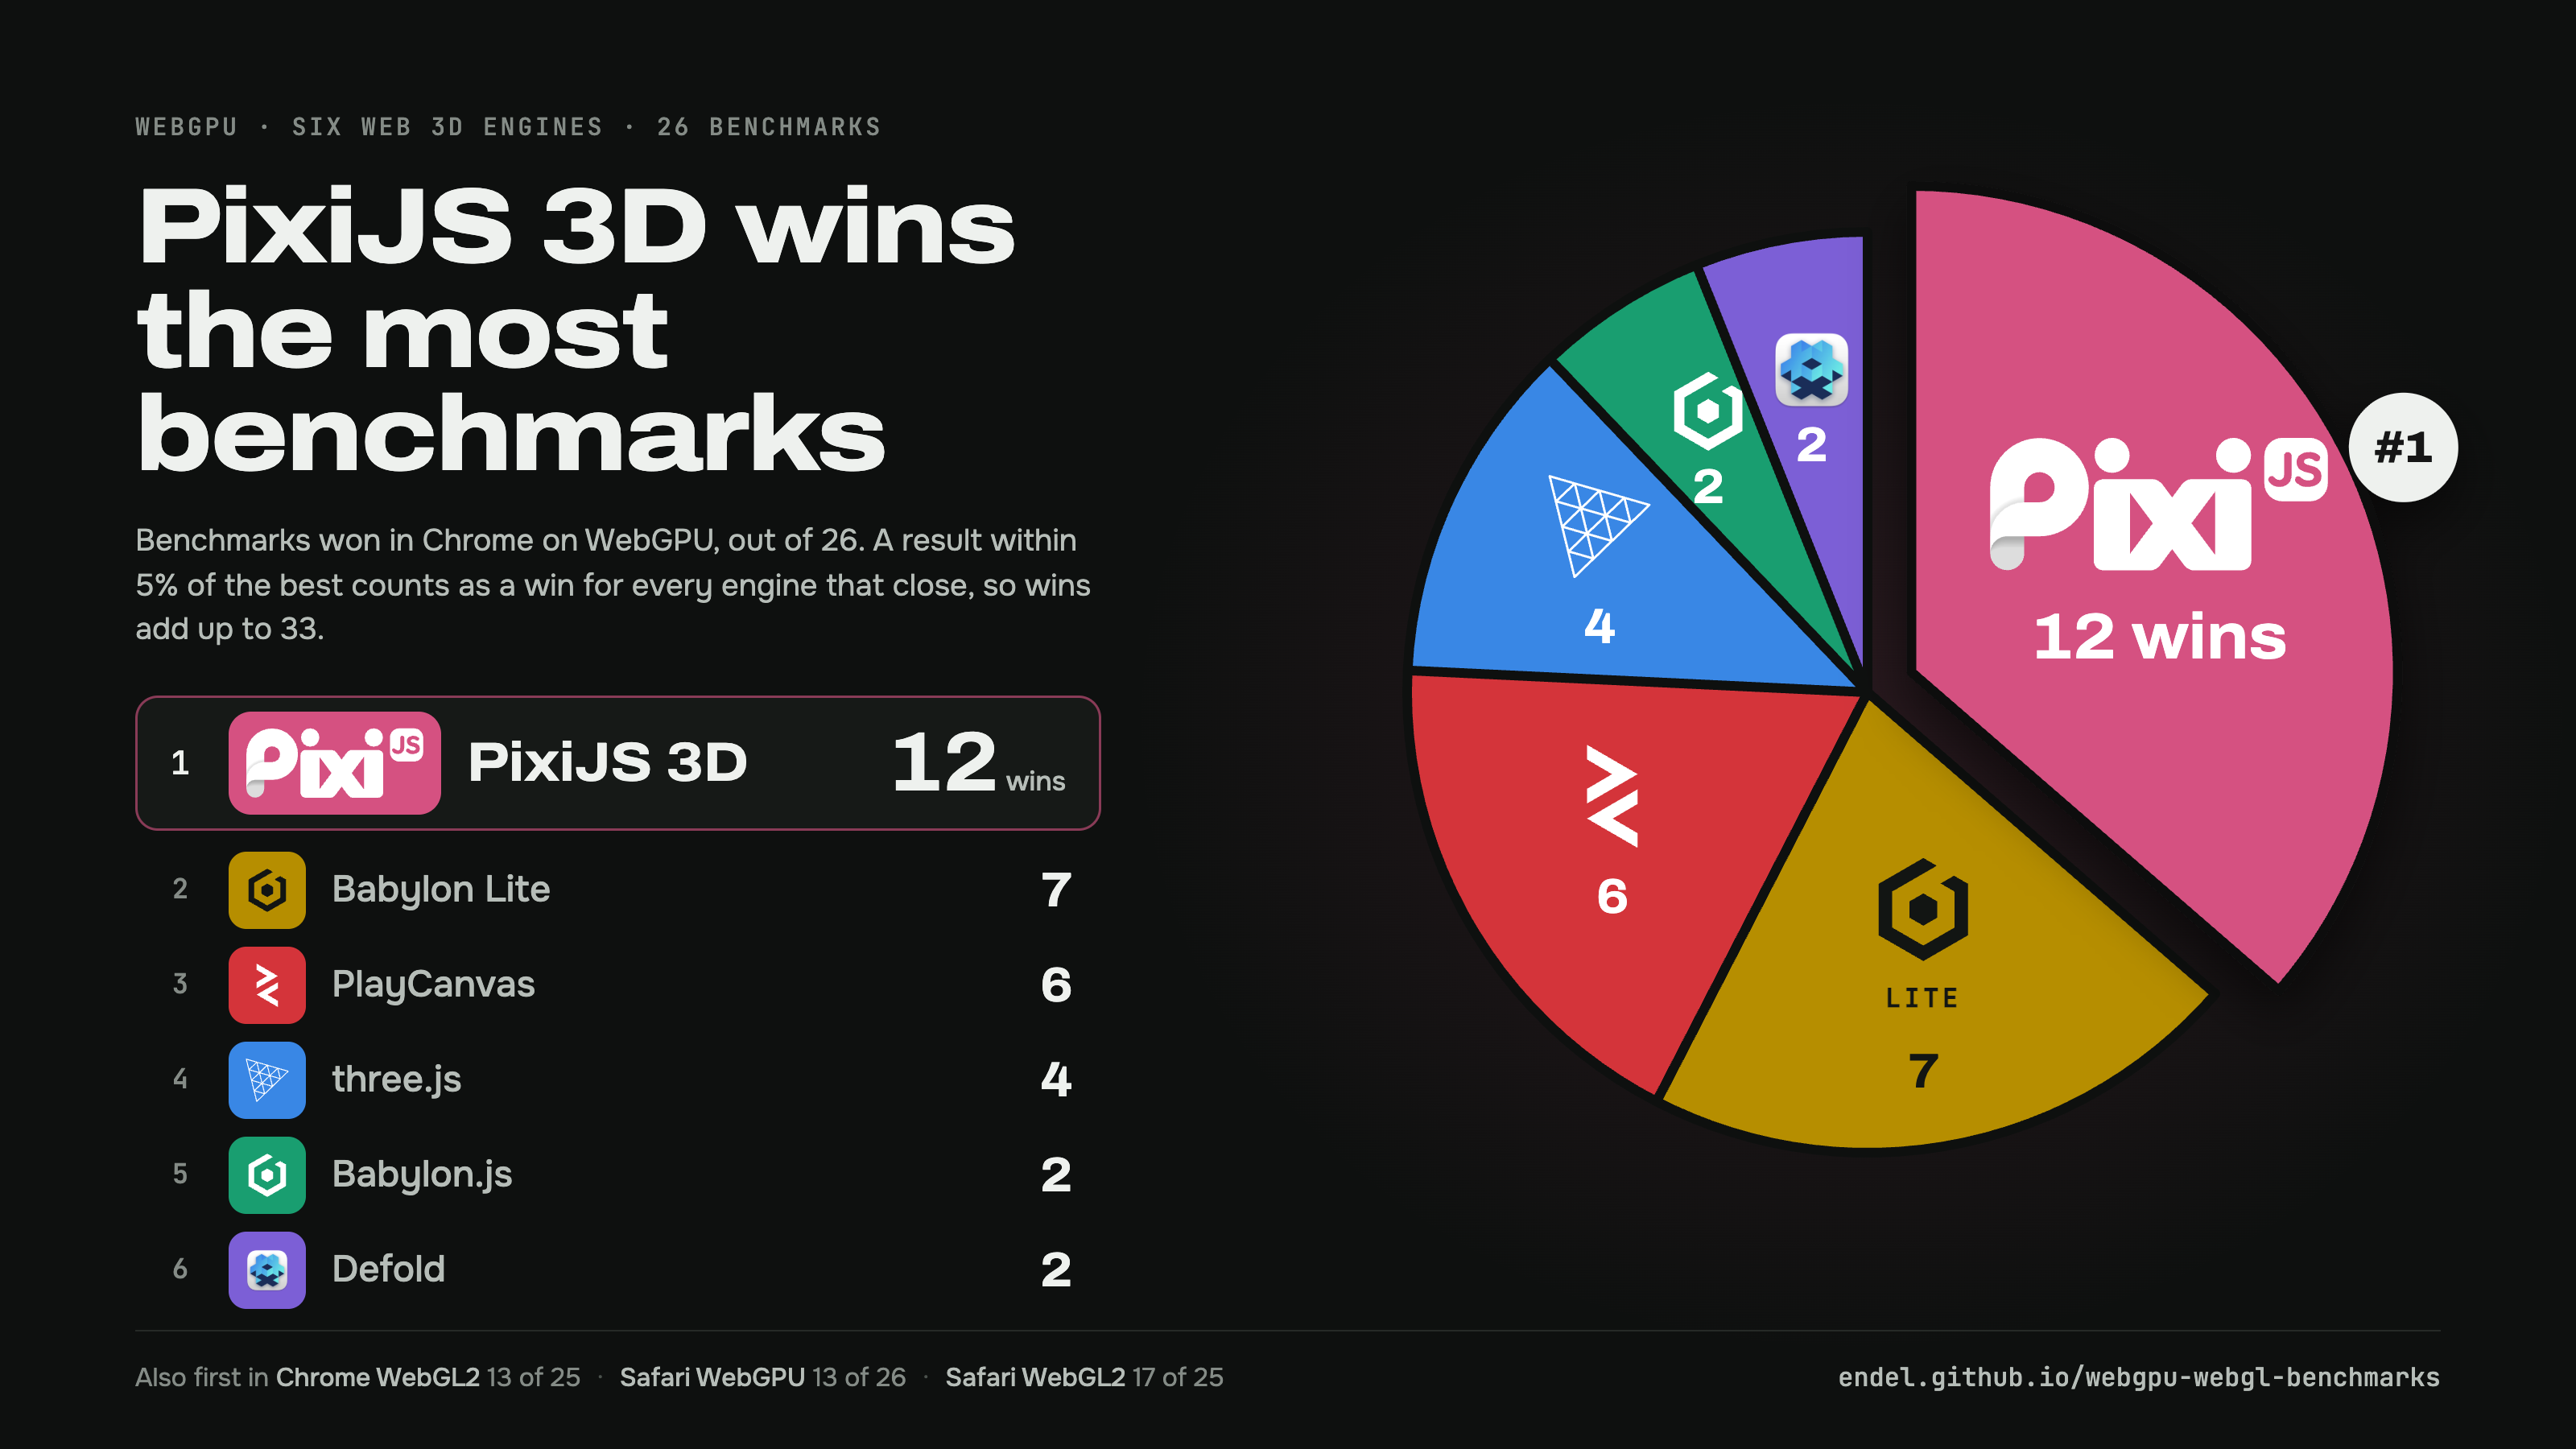 WEBGPU · SIX WEB 3D ENGINES · 26 BENCHMARKS
PixiJS 3D wins
the most
benchmarks
Benchmarks won in Chrome on WebGPU, out of 26. A result within
5% of the best counts as a win for every engine that close, so wins
add up to 33.
1 Pixi JS PixiJS 3D 12 wins
2 Babylon Lite 7
3 PlayCanvas 6
4 three.js 4
5 Babylon.js 2
6 Defold 2
Pixi JS
12 wins
#1
2
2
4
6
LITE
7
Also first in Chrome WebGL2 13 of 25 · Safari WebGPU 13 of 26 · Safari WebGL2 17 of 25
endel.github.io/webgpu-webgl-benchmarks